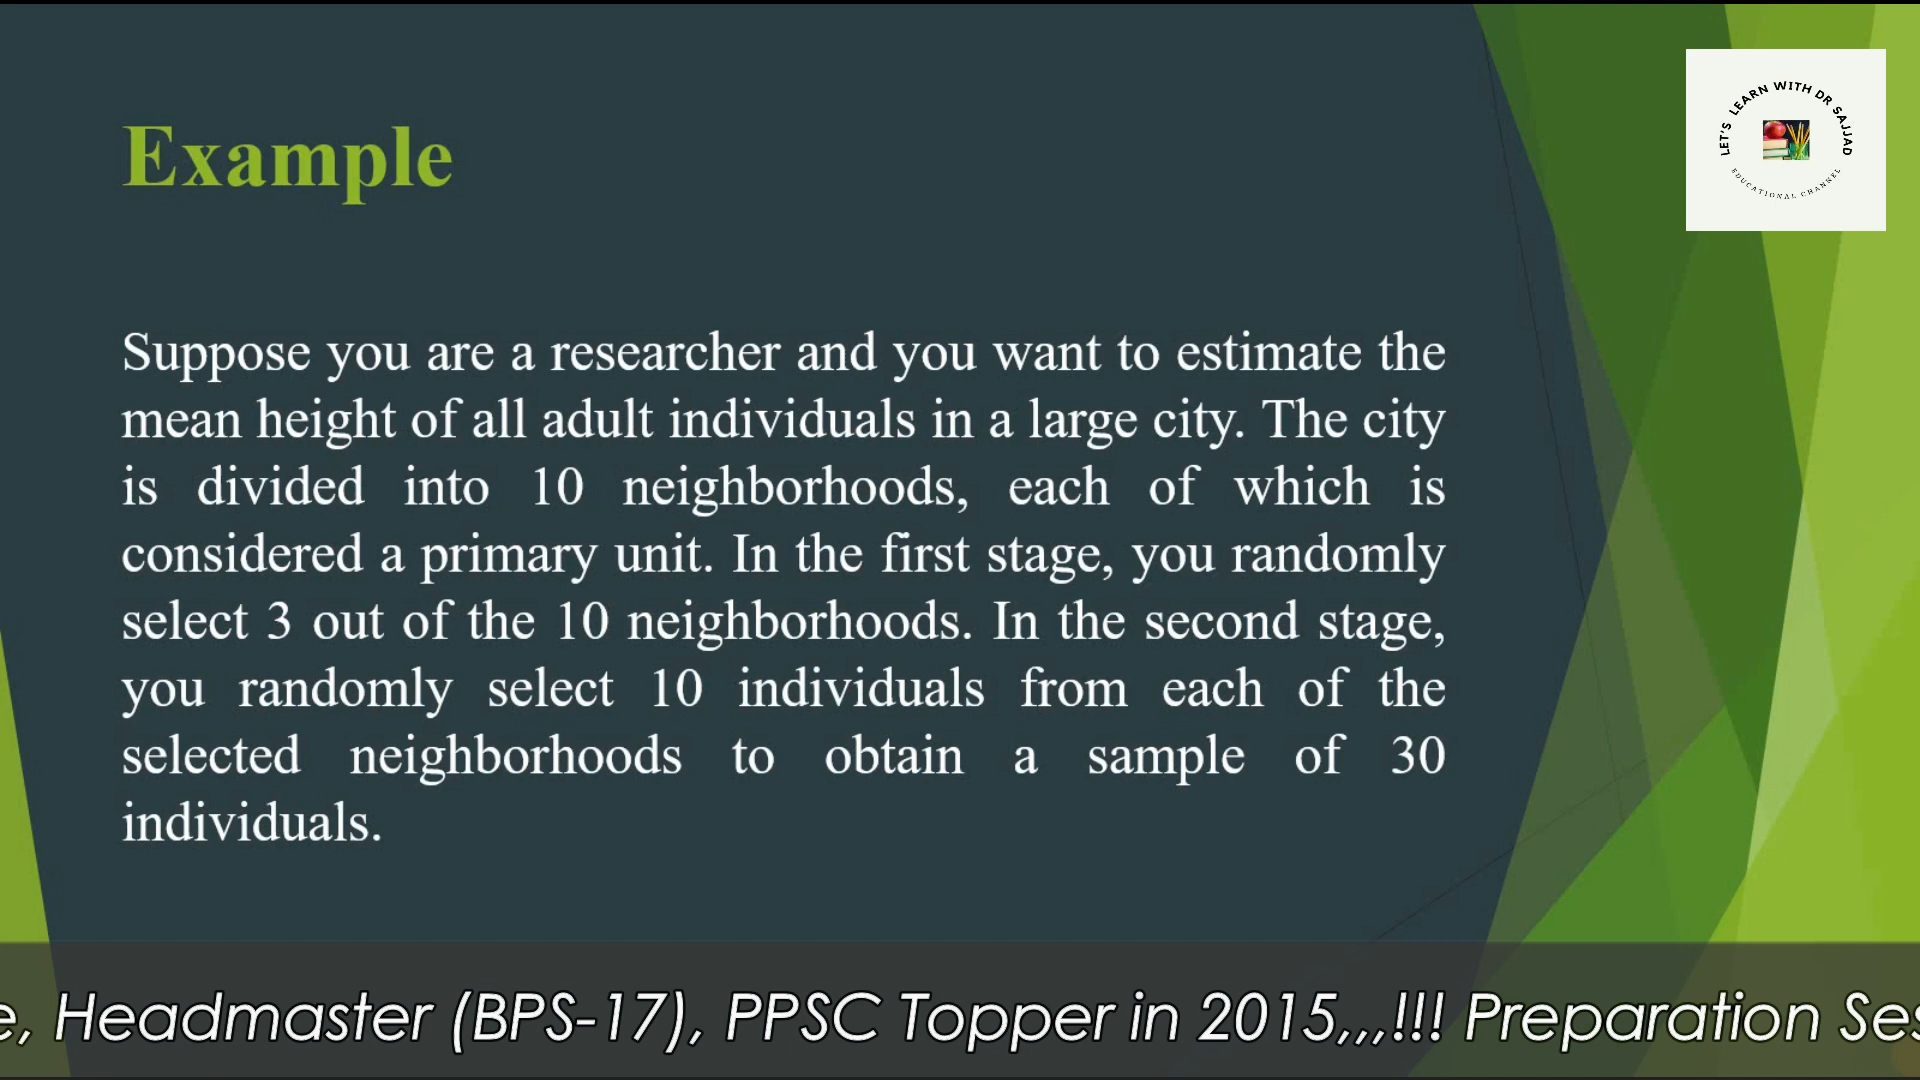 LET'S LEARN WITH DR SAJJAD
EDUCATIONAL CHANNEL
Example
Suppose you are a researcher and you want to estimate the
mean height of all adult individuals in a large city. The city
is divided into 10 neighborhoods, each of which is
considered a primary unit. In the first stage, you randomly
select 3 out of the 10 neighborhoods. In the second stage,
you randomly select 10 individuals from each of the
selected neighborhoods to obtain a sample of 30
individuals.
, Headmaster (BPS-17), PPSC Topper in 2015,,,!!! Preparation